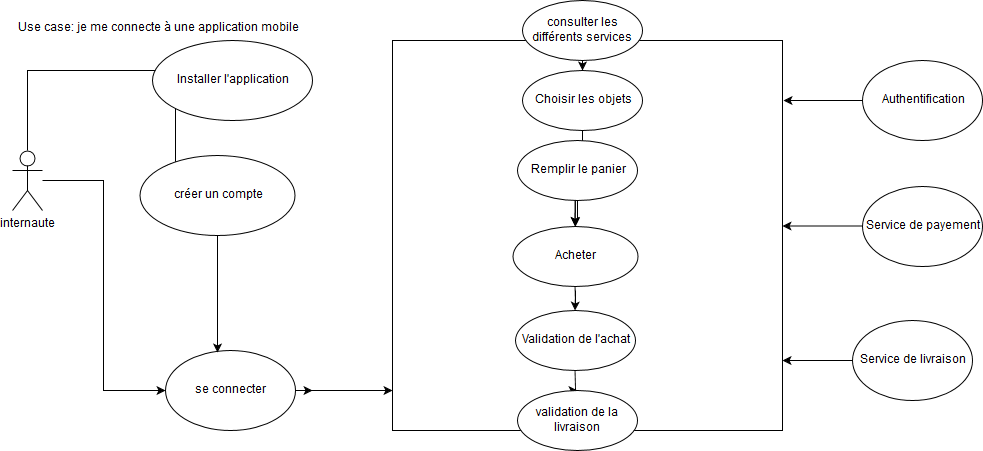 Use case: je me connecte à une application mobile
Installer l'application
créer un compte
internaute
se connecter
consulter les
différents services
Choisir les objets
Remplir le panier
Acheter
Validation de l'achat
validation de la
livraison
Authentification
Service de payement
Service de livraison